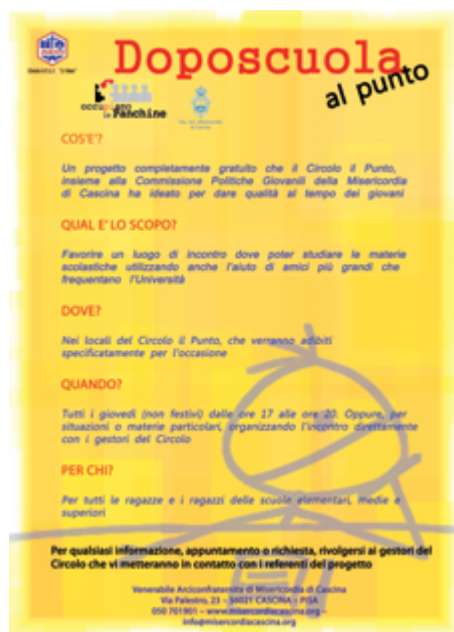 Doposcuola
al punto
occupiamo
le Panchine
COS'E'?
Un progetto completamente gratuito che il Circolo il Punto,
insieme alla Commissione Politiche Giovanili della Misericordia
di Cascina ha ideato per dare qualità al tempo dei giovani
QUAL E' LO SCOPO?
Favorire un luogo di incontro dove poter studiare le materie
scolastiche utilizzando anche l'aiuto di amici più grandi che
frequentano l'Università
DOVE?
Nei locali del Circolo il Punto, che verranno adibiti
specificatamente per l'occasione
QUANDO?
Tutti i giovedì (non festivi) dalle ore 17 alle ore 20. Oppure, per
situazioni o materie particolari, organizzando l'incontro direttamente
con i gestori del Circolo
PER CHI?
Per tutti le ragazze e i ragazzi delle scuole elementari, medie e
superiori
Per qualsiasi informazione, appuntamento o richiesta, rivolgersi ai gestori del
Circolo che vi metteranno in contatto con i referenti del progetto
Venerabile Arciconfraternita di Misericordia di Cascina
Via Palestro, 23 – 56021 CASCINA – PISA
050 701901 – www.misericordiacascina.org –
info@misericordiacascina.org